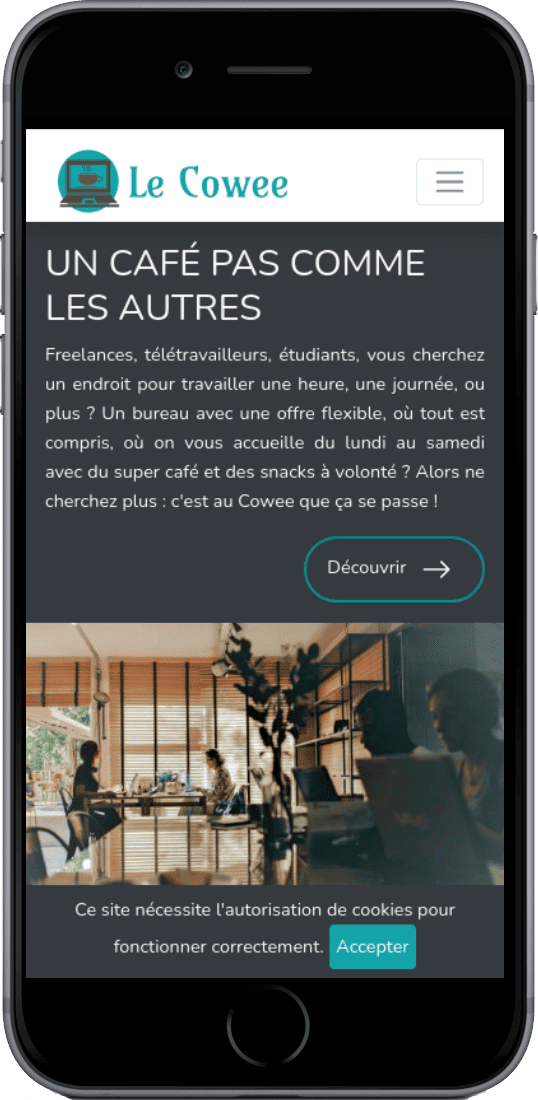 Le Cowee
UN CAFÉ PAS COMME
LES AUTRES
Freelances, télétravailleurs, étudiants, vous cherchez
un endroit pour travailler une heure, une journée, ou
plus ? Un bureau avec une offre flexible, où tout est
compris, où on vous accueille du lundi au samedi
avec du super café et des snacks à volonté ? Alors ne
cherchez plus : c'est au Cowee que ça se passe !
Découvrir
Ce site nécessite l'autorisation de cookies pour
fonctionner correctement. Accepter